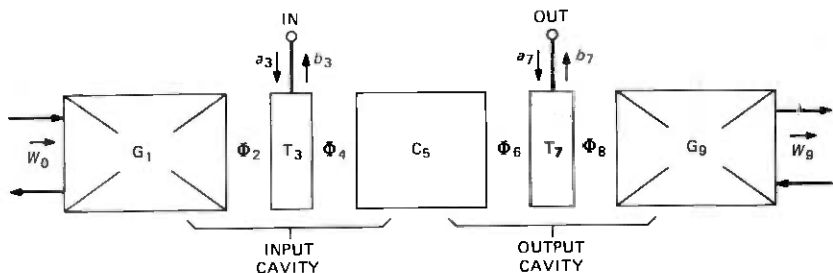 IN
OUT
a3
b3
a7
b7
W0
G1
Φ2
T3
Φ4
C5
Φ6
T7
Φ8
G9
W9
INPUT
CAVITY
OUTPUT
CAVITY